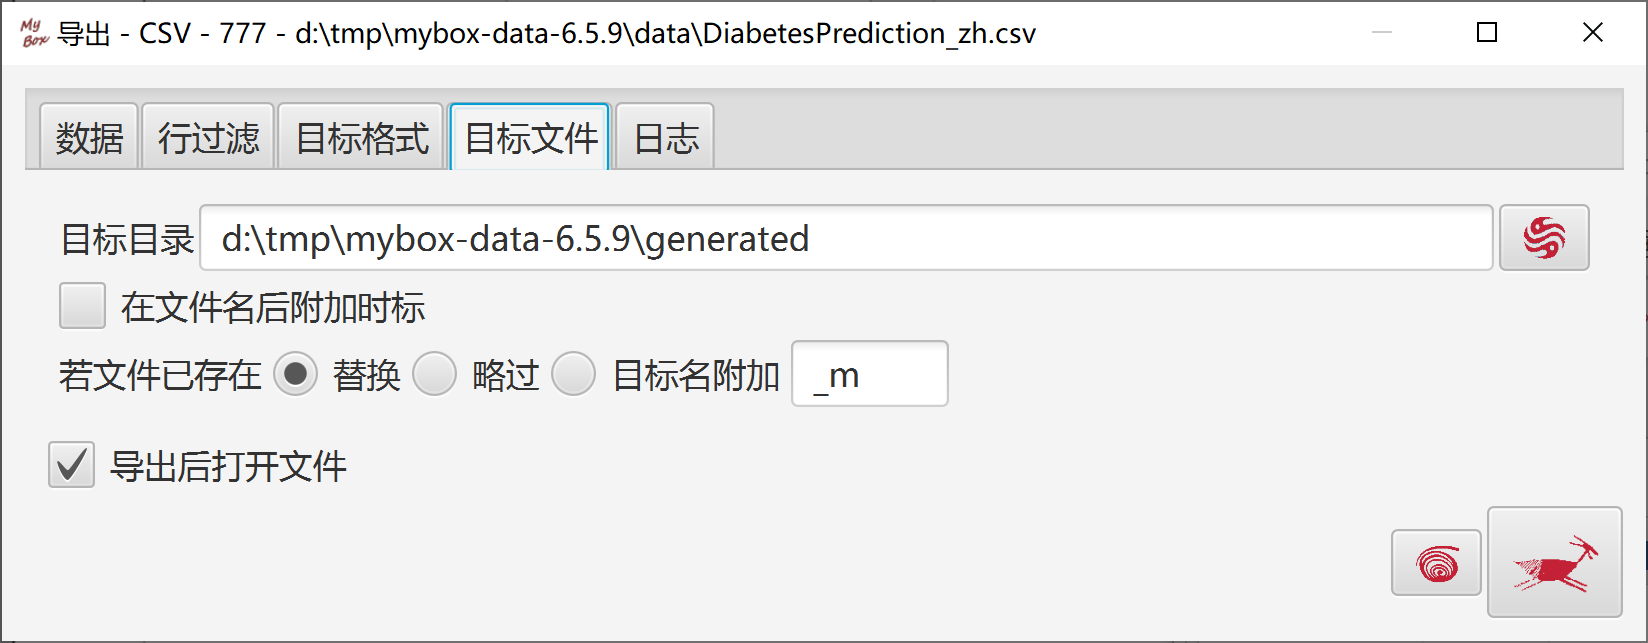 My Box 导出 - CSV - 777 - d:\tmp\mybox-data-6.5.9\data\DiabetesPrediction_zh.csv
数据 行过滤 目标格式 目标文件 日志
目标目录 d:\tmp\mybox-data-6.5.9\generated
在文件名后附加时标
若文件已存在 替换 略过 目标名附加 _m
导出后打开文件